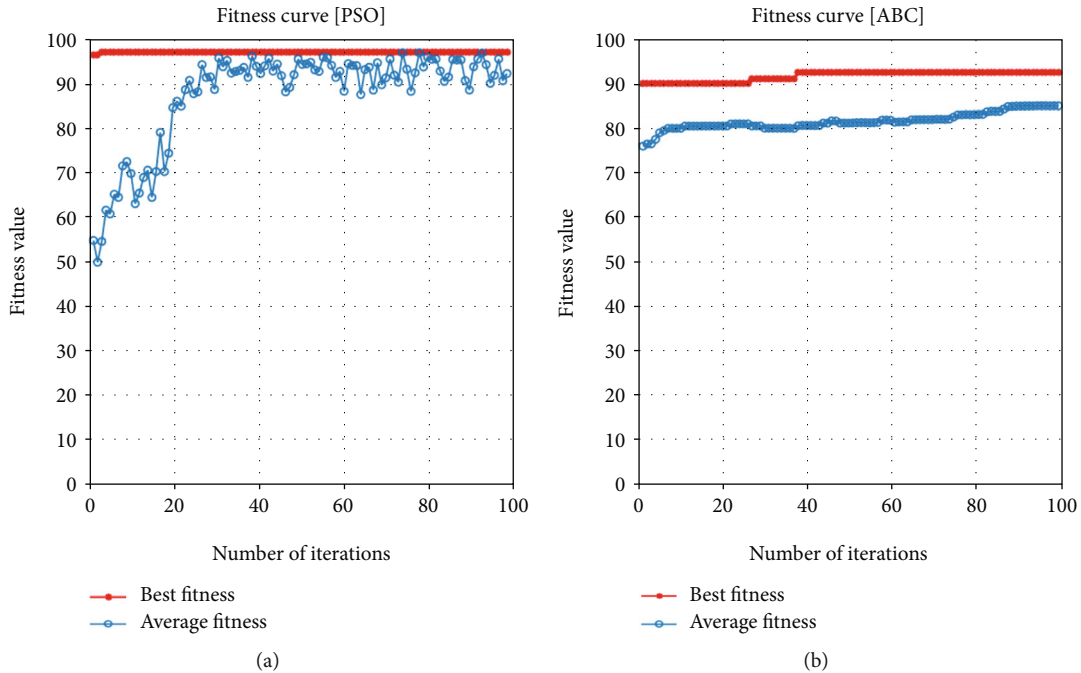 Fitness curve [PSO]
100
90
80
70
60
50
40
30
20
10
0
Fitness value
0 20 40 60 80 100
Number of iterations
Best fitness
Average fitness
(a)
Fitness curve [ABC]
100
90
80
70
60
50
40
30
20
10
0
Fitness value
0 20 40 60 80 100
Number of iterations
Best fitness
Average fitness
(b)